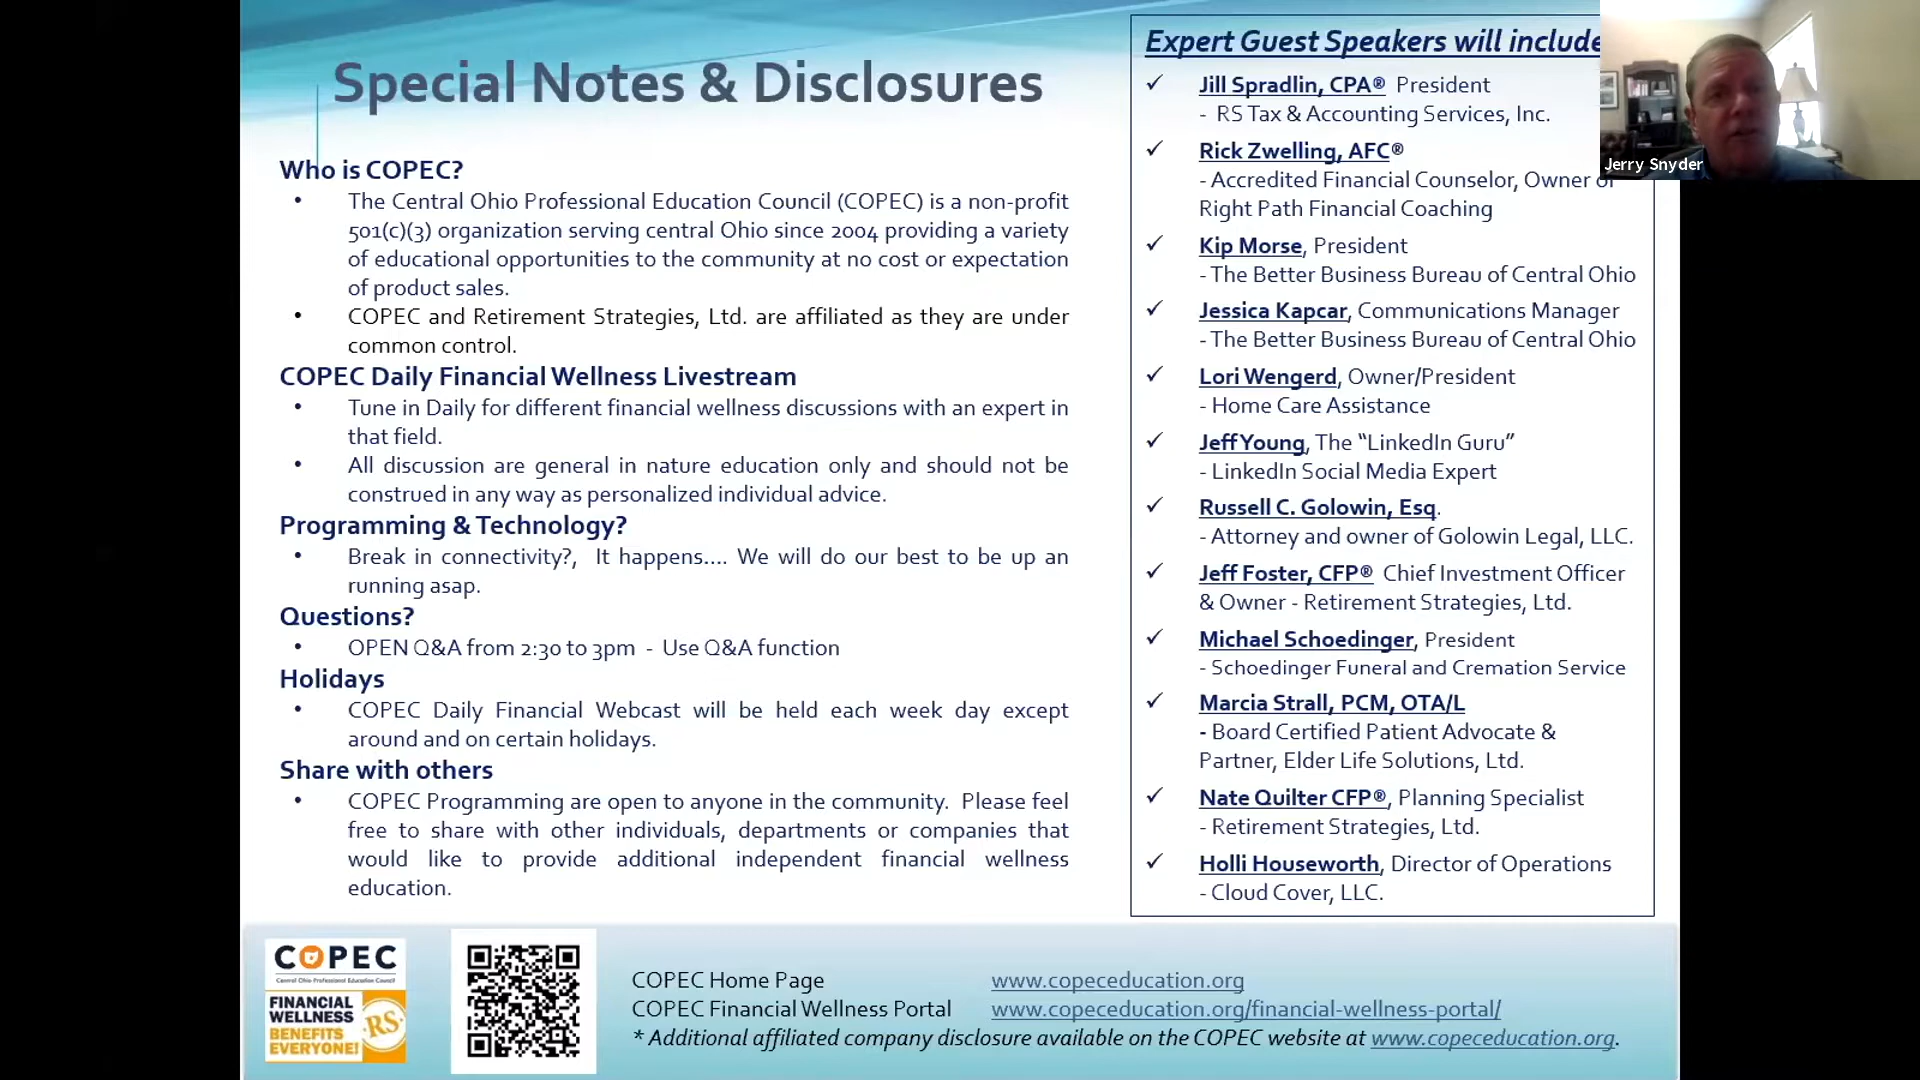 Special Notes & Disclosures
Who is COPEC?
• The Central Ohio Professional Education Council (COPEC) is a non-profit
501(c)(3) organization serving central Ohio since 2004 providing a variety
of educational opportunities to the community at no cost or expectation
of product sales.
• COPEC and Retirement Strategies, Ltd. are affiliated as they are under
common control.
COPEC Daily Financial Wellness Livestream
• Tune in Daily for different financial wellness discussions with an expert in
that field.
• All discussion are general in nature education only and should not be
construed in any way as personalized individual advice.
Programming & Technology?
• Break in connectivity?, It happens.... We will do our best to be up an
running asap.
Questions?
• OPEN Q&A from 2:30 to 3pm - Use Q&A function
Holidays
• COPEC Daily Financial Webcast will be held each week day except
around and on certain holidays.
Share with others
• COPEC Programming are open to anyone in the community. Please feel
free to share with other individuals, departments or companies that
would like to provide additional independent financial wellness
education.
Expert Guest Speakers will include
✓ Jill Spradlin, CPA® President
- RS Tax & Accounting Services, Inc.
✓ Rick Zwelling, AFC®
- Accredited Financial Counselor, Owner of
Right Path Financial Coaching
✓ Kip Morse, President
- The Better Business Bureau of Central Ohio
✓ Jessica Kapcar, Communications Manager
- The Better Business Bureau of Central Ohio
✓ Lori Wengerd, Owner/President
- Home Care Assistance
✓ Jeff Young, The “LinkedIn Guru”
- LinkedIn Social Media Expert
✓ Russell C. Golowin, Esq.
- Attorney and owner of Golowin Legal, LLC.
✓ Jeff Foster, CFP® Chief Investment Officer
& Owner - Retirement Strategies, Ltd.
✓ Michael Schoedinger, President
- Schoedinger Funeral and Cremation Service
✓ Marcia Strall, PCM, OTA/L
- Board Certified Patient Advocate &
Partner, Elder Life Solutions, Ltd.
✓ Nate Quilter CFP®, Planning Specialist
- Retirement Strategies, Ltd.
✓ Holli Houseworth, Director of Operations
- Cloud Cover, LLC.
Jerry Snyder
COPEC
Central Ohio Professional Education Council
FINANCIAL
WELLNESS
BENEFITS
EVERYONE!
RS
COPEC Home Page www.copeceducation.org
COPEC Financial Wellness Portal www.copeceducation.org/financial-wellness-portal/
* Additional affiliated company disclosure available on the COPEC website at www.copeceducation.org.